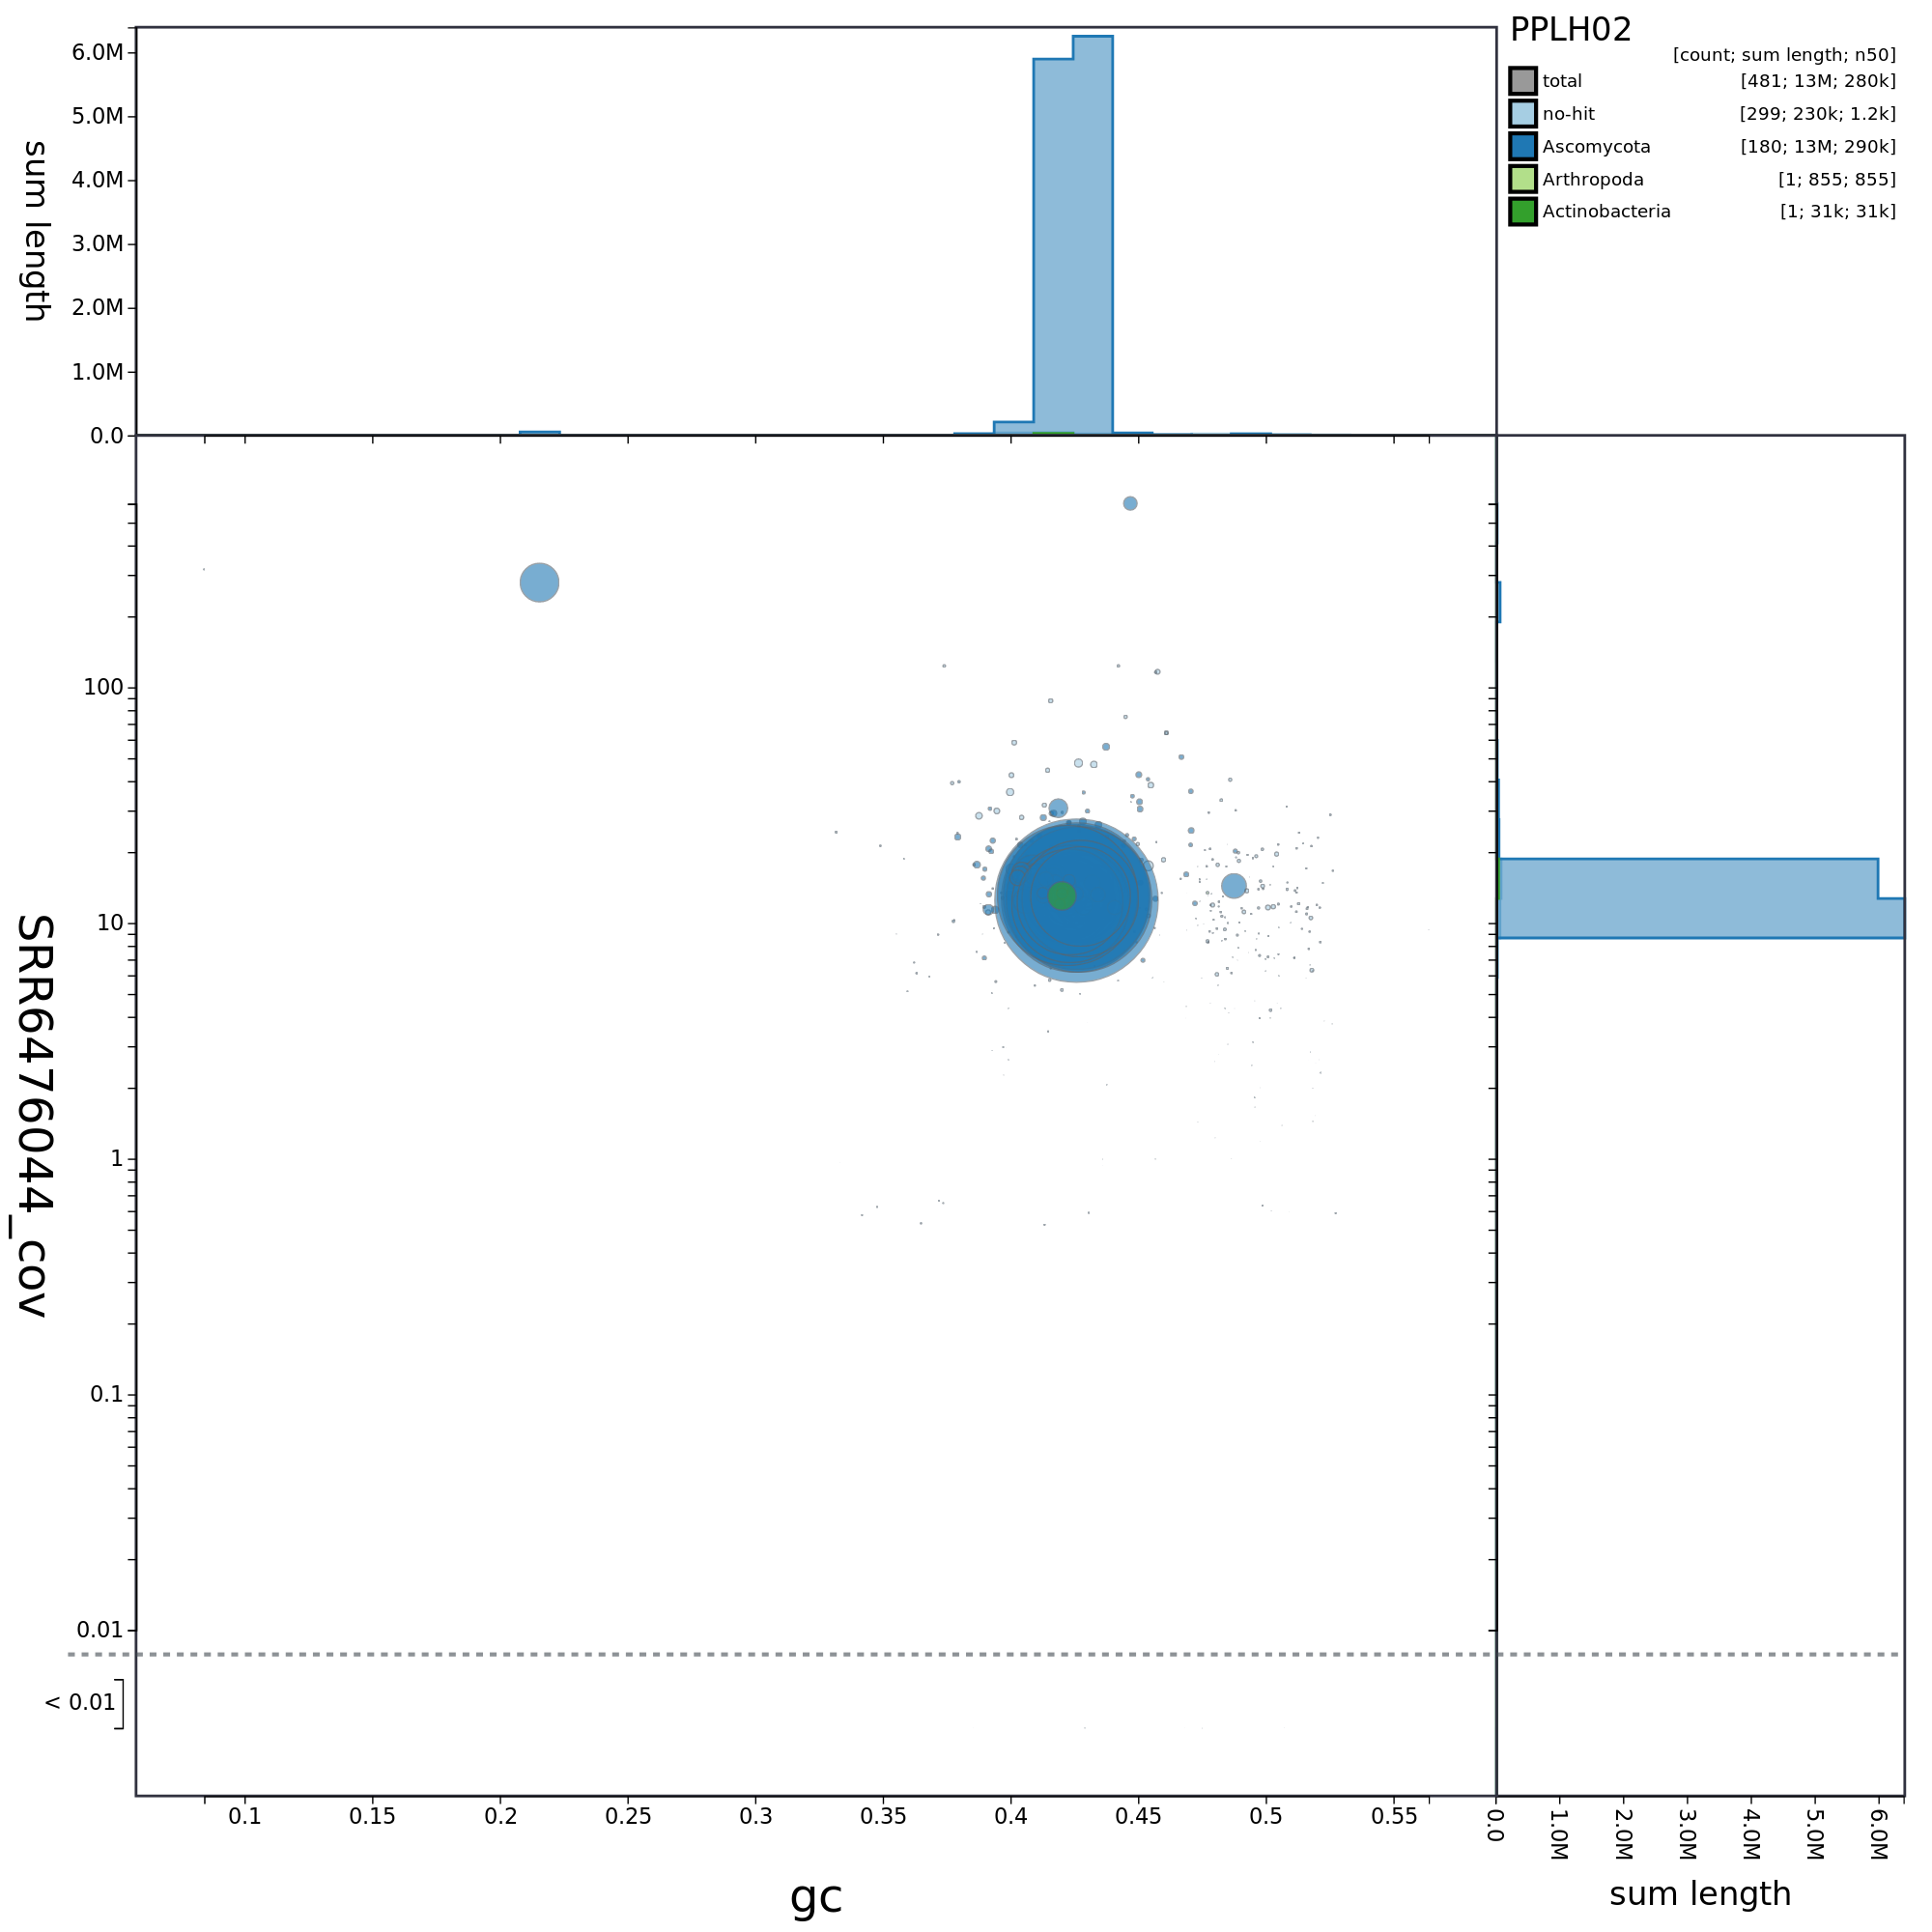 PPLH02
[count; sum length; n50]
total [481; 13M; 280k]
no-hit [299; 230k; 1.2k]
Ascomycota [180; 13M; 290k]
Arthropoda [1; 855; 855]
Actinobacteria [1; 31k; 31k]
sum length
6.0M
5.0M
4.0M
3.0M
2.0M
1.0M
0.0
SRR6476044_cov
100
10
1
0.1
0.01
< 0.01
0.1 0.15 0.2 0.25 0.3 0.35 0.4 0.45 0.5 0.55
gc
0.0 1.0M 2.0M 3.0M 4.0M 5.0M 6.0M
sum length